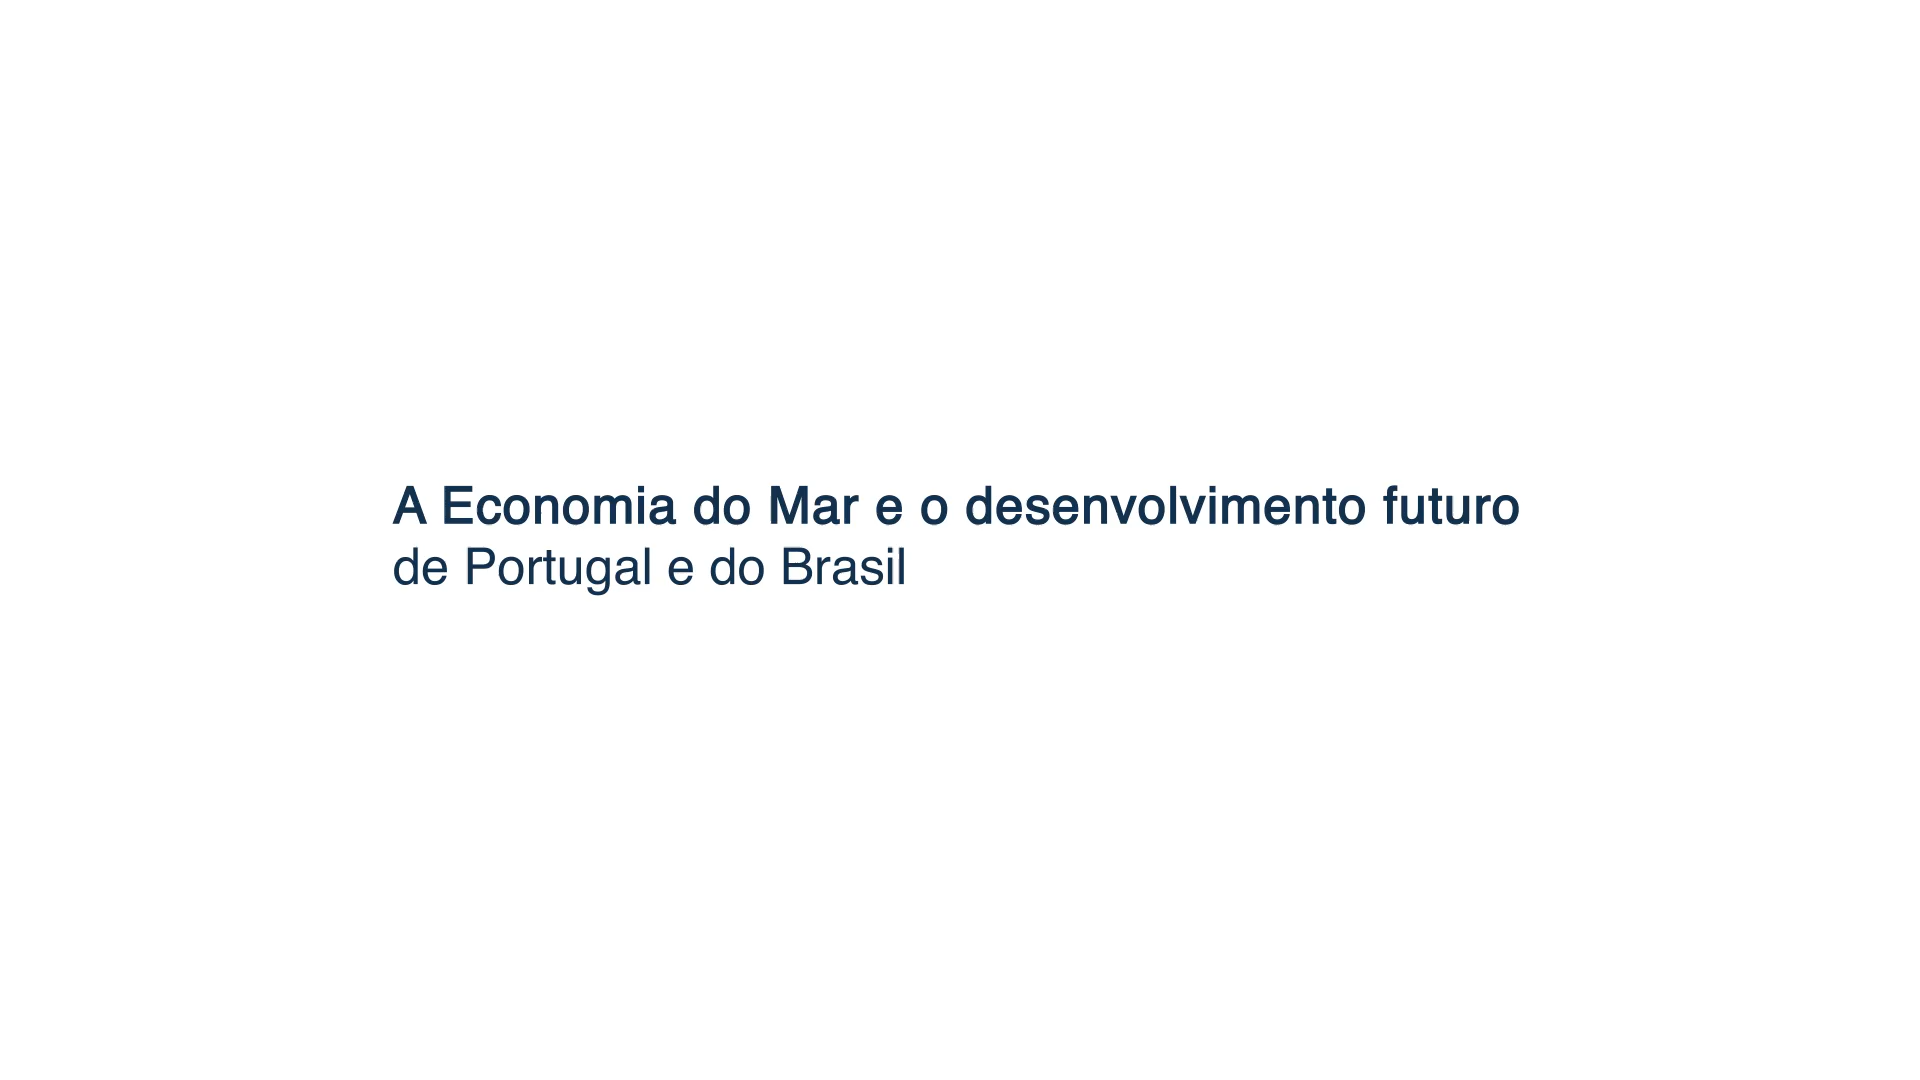 A Economia do Mar e o desenvolvimento futuro
de Portugal e do Brasil